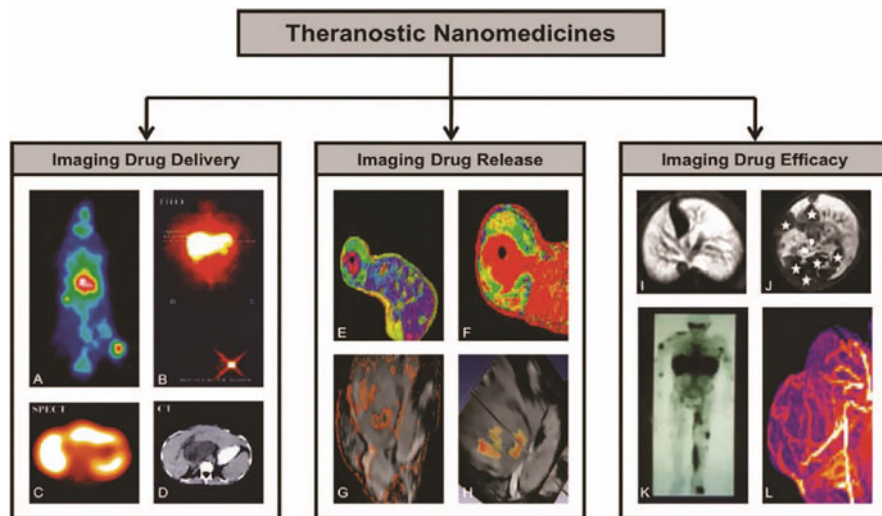 Theranostic Nanomedicines
Imaging Drug Delivery
Imaging Drug Release
Imaging Drug Efficacy
A
B
SPECT
C
CT
D
E
F
G
H
I
J
K
L